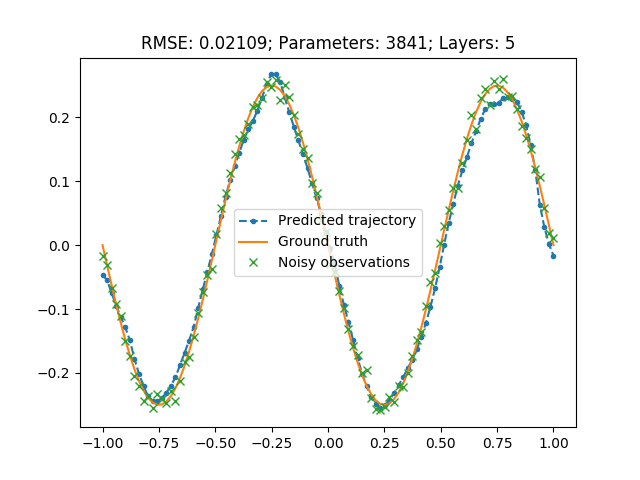 RMSE: 0.02109; Parameters: 3841; Layers: 5
0.2
0.1
0.0
−0.1
−0.2
Predicted trajectory
Ground truth
Noisy observations
−1.00 −0.75 −0.50 −0.25 0.00 0.25 0.50 0.75 1.00